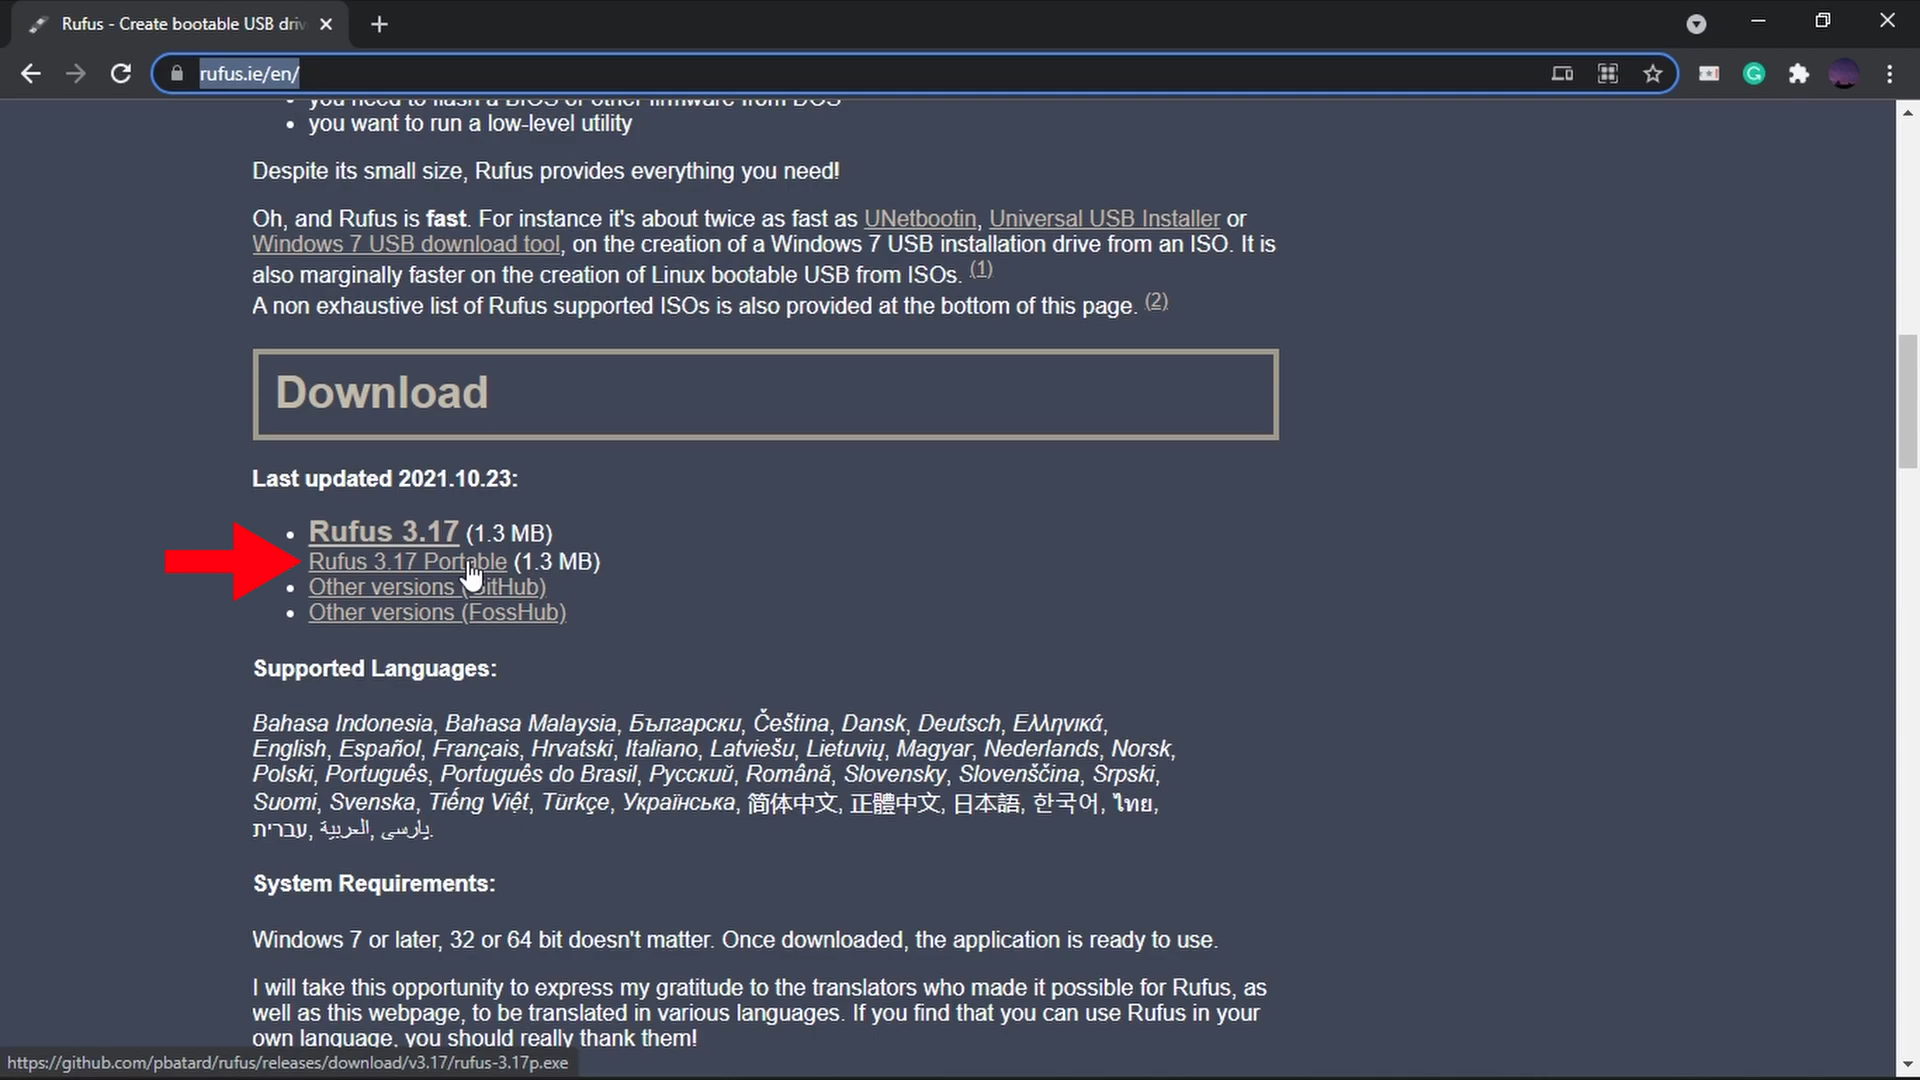 Rufus - Create bootable USB driv
rufus.ie/en/
you need to flash a BIOS or other firmware from DOS
you want to run a low-level utility
Despite its small size, Rufus provides everything you need!
Oh, and Rufus is fast. For instance it's about twice as fast as UNetbootin, Universal USB Installer or
Windows 7 USB download tool, on the creation of a Windows 7 USB installation drive from an ISO. It is
also marginally faster on the creation of Linux bootable USB from ISOs. (1)
A non exhaustive list of Rufus supported ISOs is also provided at the bottom of this page. (2)
Download
Last updated 2021.10.23:
Rufus 3.17 (1.3 MB)
Rufus 3.17 Portable (1.3 MB)
Other versions (GitHub)
Other versions (FossHub)
Supported Languages:
Bahasa Indonesia, Bahasa Malaysia, Български, Čeština, Dansk, Deutsch, Ελληνικά,
English, Español, Français, Hrvatski, Italiano, Latviešu, Lietuvių, Magyar, Nederlands, Norsk,
Polski, Português, Português do Brasil, Русский, Română, Slovensky, Slovenščina, Srpski,
Suomi, Svenska, Tiếng Việt, Türkçe, Українська, 简体中文, 正體中文, 日本語, 한국어, ไทย,
עברית, العربية, پارسی.
System Requirements:
Windows 7 or later, 32 or 64 bit doesn't matter. Once downloaded, the application is ready to use.
I will take this opportunity to express my gratitude to the translators who made it possible for Rufus, as
well as this webpage, to be translated in various languages. If you find that you can use Rufus in your
own language, you should really thank them!
https://github.com/pbatard/rufus/releases/download/v3.17/rufus-3.17p.exe